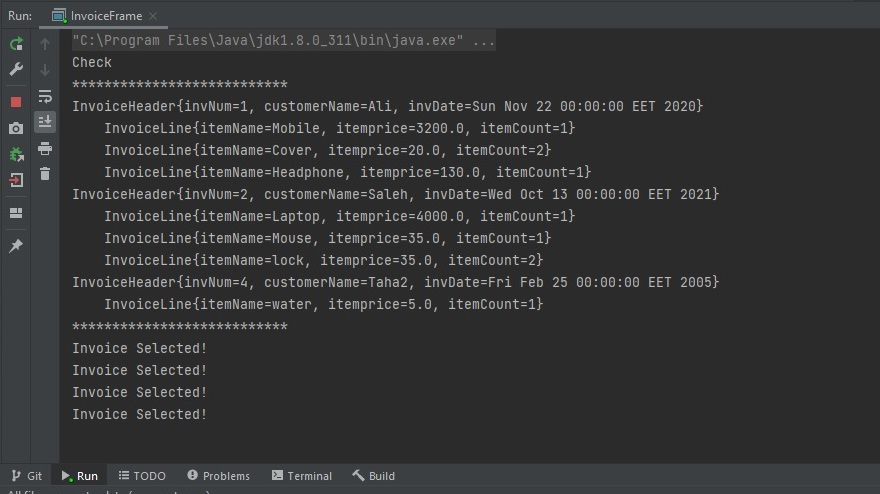 Run: InvoiceFrame
"C:\Program Files\Java\jdk1.8.0_311\bin\java.exe" ...
Check
***************************
InvoiceHeader{invNum=1, customerName=Ali, invDate=Sun Nov 22 00:00:00 EET 2020}
    InvoiceLine{itemName=Mobile, itemprice=3200.0, itemCount=1}
    InvoiceLine{itemName=Cover, itemprice=20.0, itemCount=2}
    InvoiceLine{itemName=Headphone, itemprice=130.0, itemCount=1}
InvoiceHeader{invNum=2, customerName=Saleh, invDate=Wed Oct 13 00:00:00 EET 2021}
    InvoiceLine{itemName=Laptop, itemprice=4000.0, itemCount=1}
    InvoiceLine{itemName=Mouse, itemprice=35.0, itemCount=1}
    InvoiceLine{itemName=lock, itemprice=35.0, itemCount=2}
InvoiceHeader{invNum=4, customerName=Taha2, invDate=Fri Feb 25 00:00:00 EET 2005}
    InvoiceLine{itemName=water, itemprice=5.0, itemCount=1}
***************************
Invoice Selected!
Invoice Selected!
Invoice Selected!
Invoice Selected!
Git Run TODO Problems Terminal Build